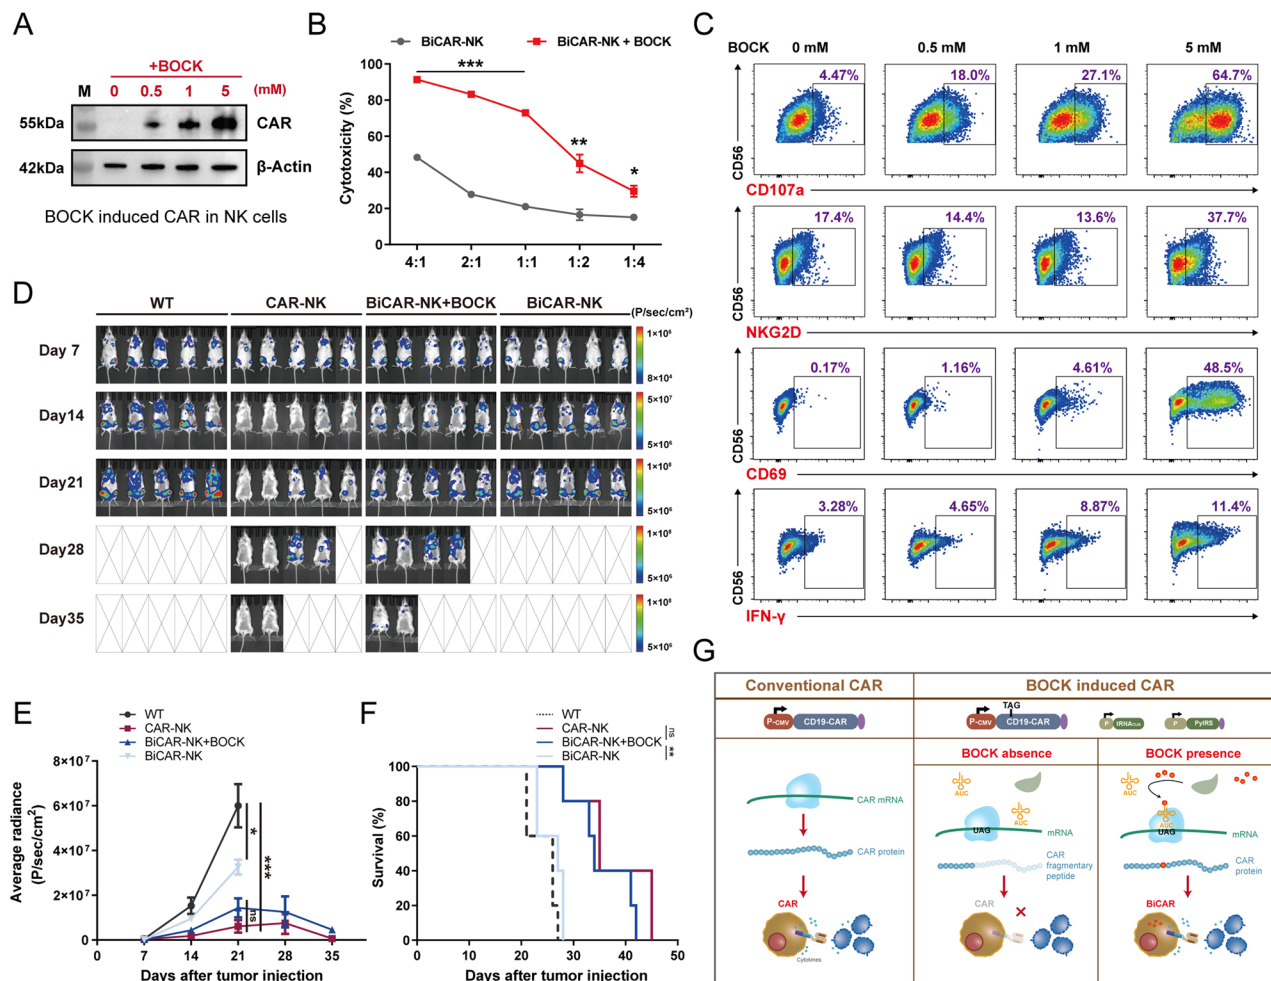 A
+BOCK
M 0 0.5 1 5 (mM)
55kDa CAR
42kDa β-Actin
BOCK induced CAR in NK cells
B
BiCAR-NK BiCAR-NK + BOCK
Cytotoxicity (%)
100
80
60
40
20
0
***
**
*
4:1 2:1 1:1 1:2 1:4
C
BOCK 0 mM 0.5 mM 1 mM 5 mM
4.47% 18.0% 27.1% 64.7%
CD56
CD107a
17.4% 14.4% 13.6% 37.7%
CD56
NKG2D
0.17% 1.16% 4.61% 48.5%
CD56
CD69
3.28% 4.65% 8.87% 11.4%
CD56
IFN-γ
D
WT CAR-NK BiCAR-NK+BOCK BiCAR-NK
(P/sec/cm²)
Day 7
1×10⁶
8×10⁴
Day14
5×10⁷
5×10⁶
Day21
1×10⁸
5×10⁶
Day28
1×10⁸
5×10⁶
Day35
1×10⁸
5×10⁶
E
WT
CAR-NK
BiCAR-NK+BOCK
BiCAR-NK
Average radiance
(P/sec/cm²)
8×10⁷
6×10⁷
4×10⁷
2×10⁷
0
*
***
ns
0 7 14 21 28 35
Days after tumor injection
F
WT
CAR-NK
BiCAR-NK+BOCK
BiCAR-NK
ns
**
Survival (%)
100
80
60
40
20
0
0 10 20 30 40 50
Days after tumor injection
G
Conventional CAR BOCK induced CAR
P-CMV CD19-CAR
TAG
P-CMV CD19-CAR
P tRNACUA
P PylRS
BOCK absence BOCK presence
CAR mRNA
CAR protein
CAR
Cytokines
AUC
AUC
UAG
mRNA
CAR
fragmentary
peptide
CAR
AUC
AUC
UAG
mRNA
CAR
protein
BiCAR